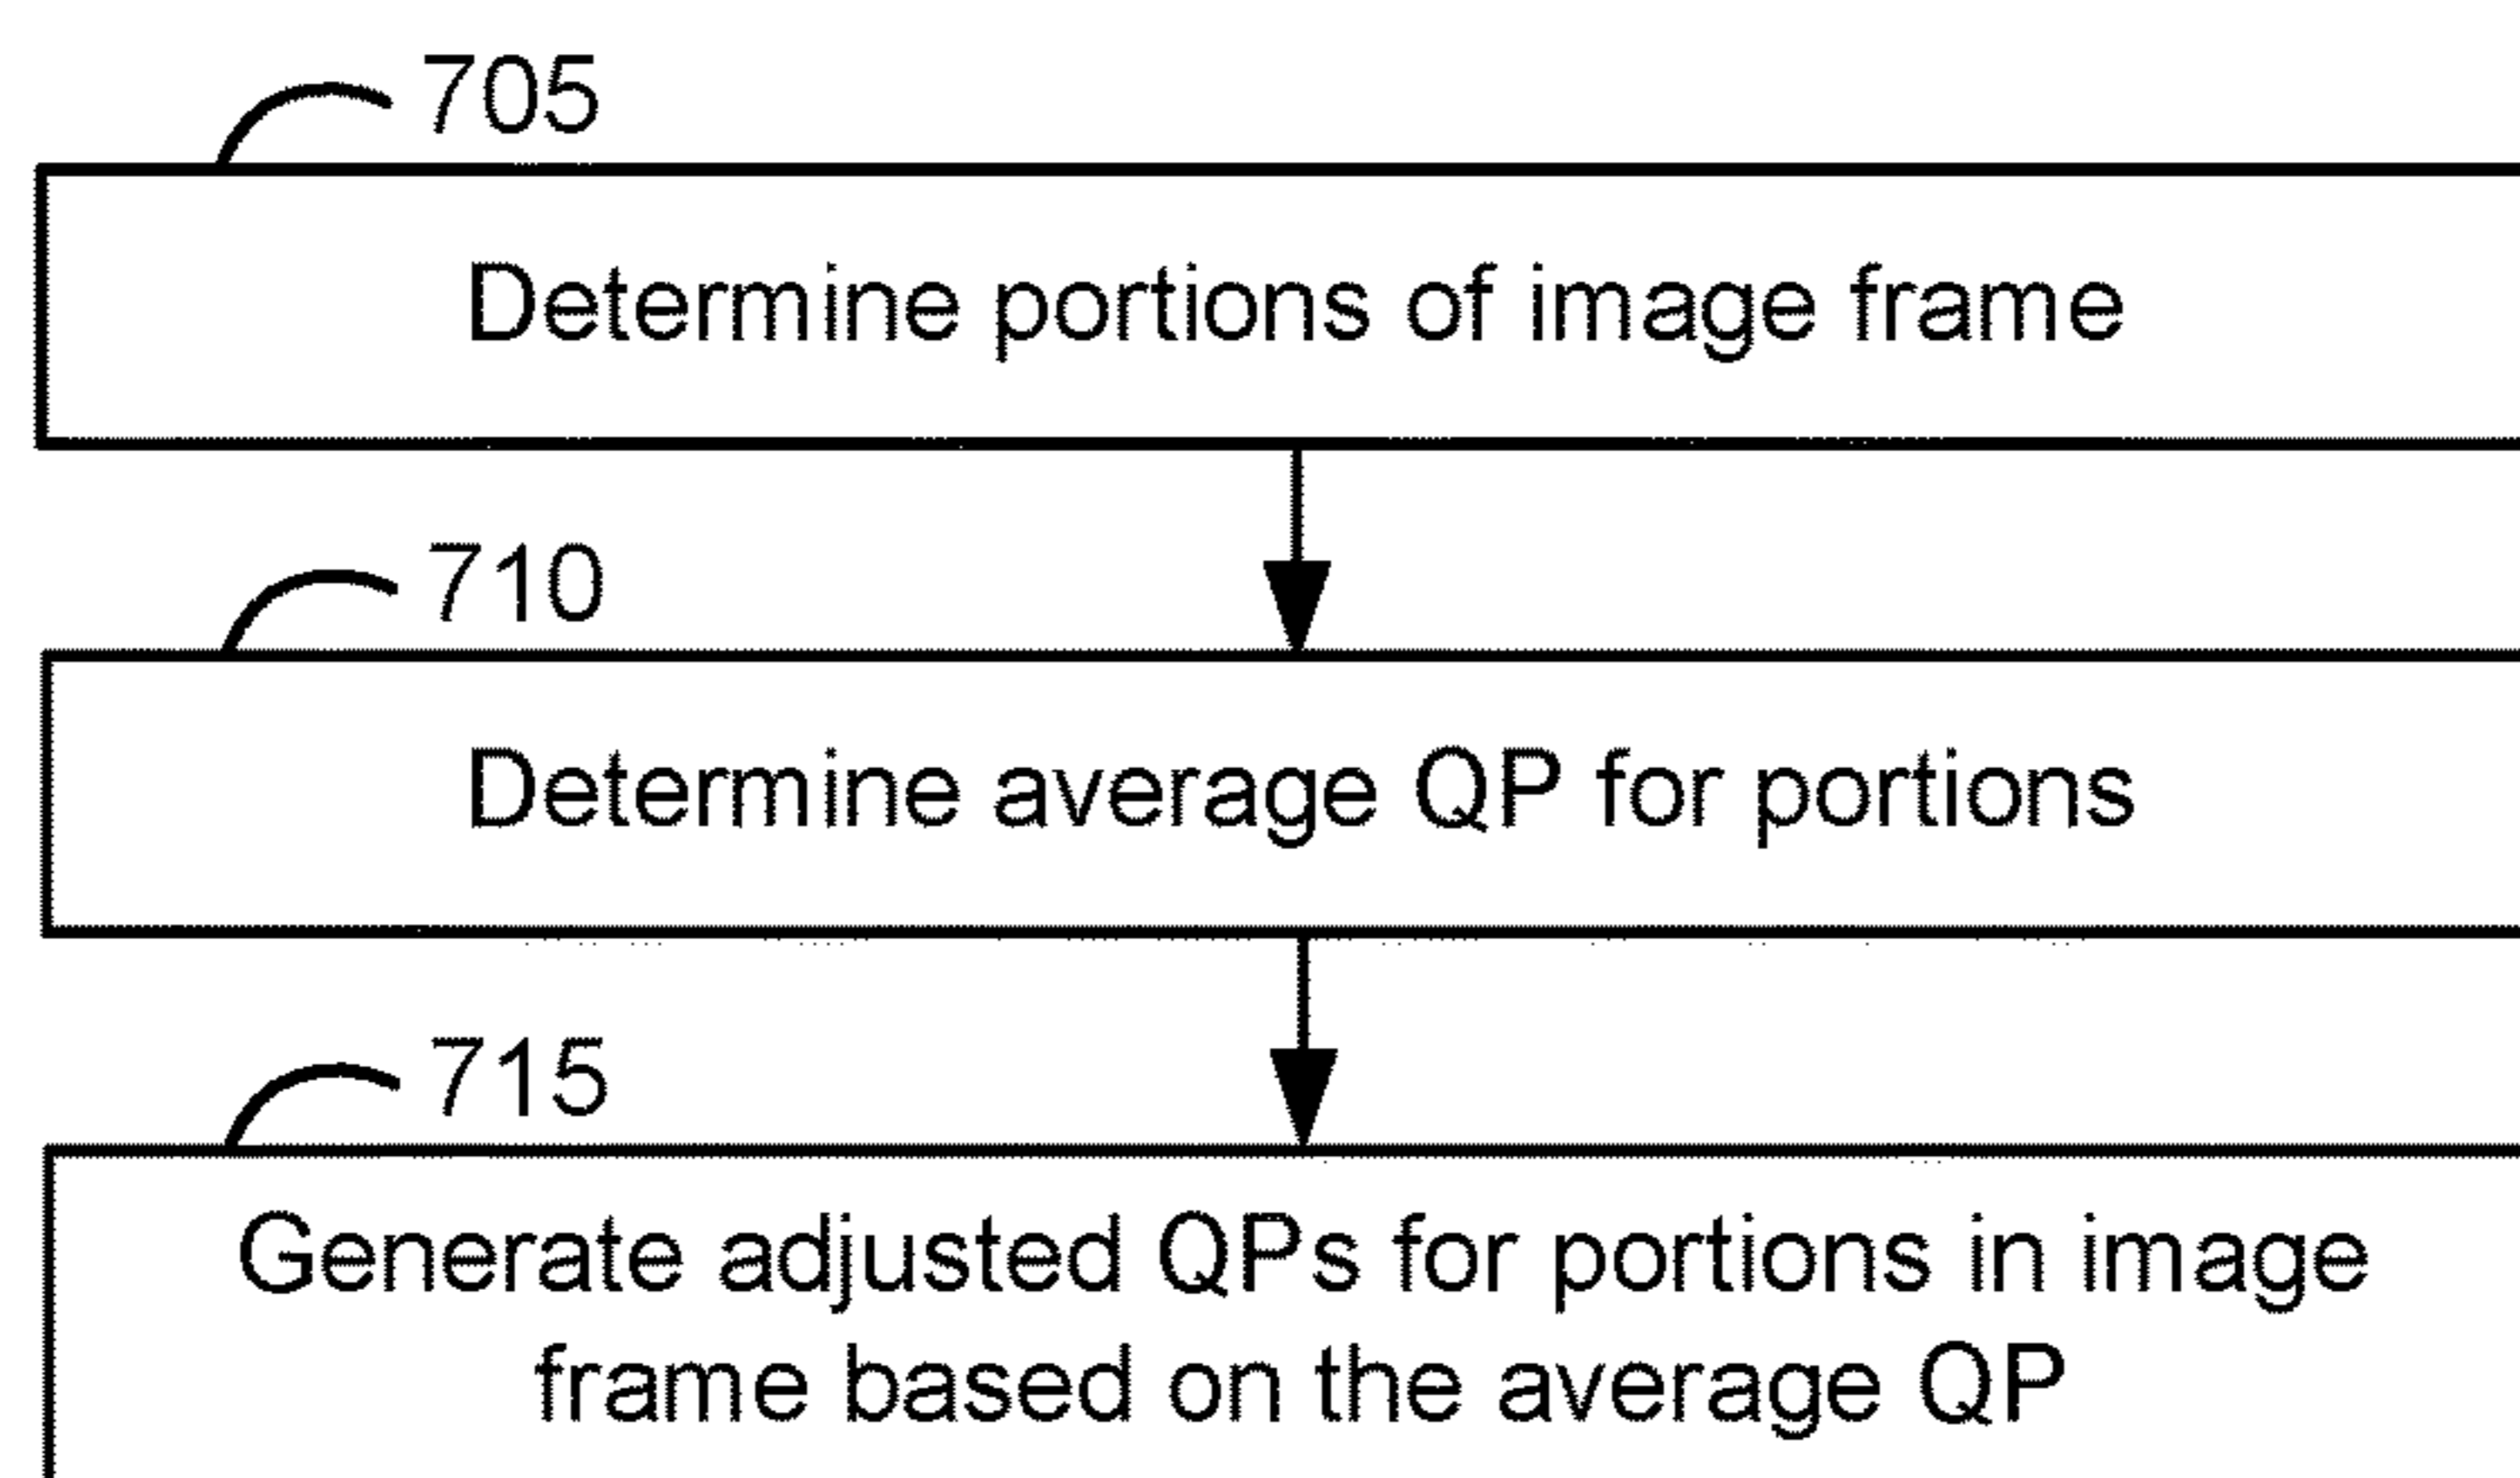 705
Determine portions of image frame
710
Determine average QP for portions
715
Generate adjusted QPs for portions in image
frame based on the average QP